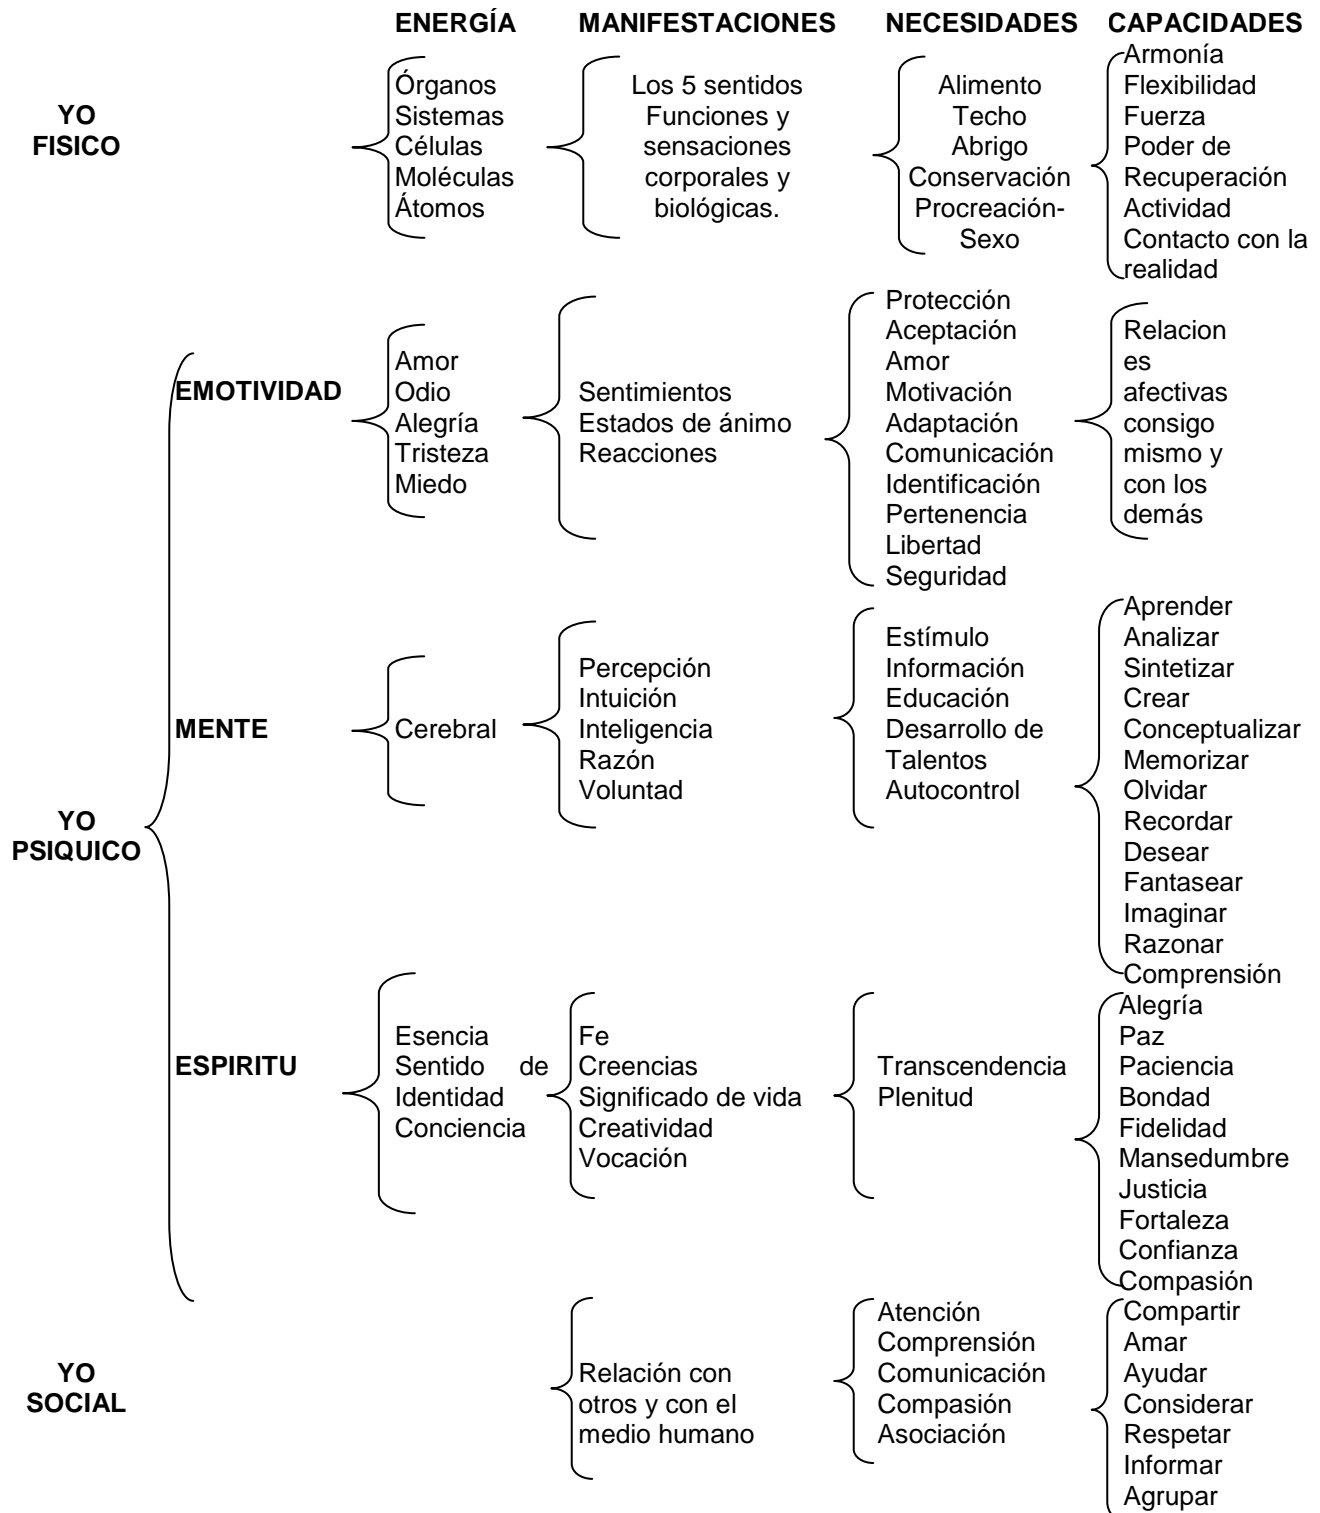 ENERGÍA MANIFESTACIONES NECESIDADES CAPACIDADES
YO
FISICO
Órganos
Sistemas
Células
Moléculas
Átomos
Los 5 sentidos
Funciones y
sensaciones
corporales y
biológicas.
Alimento
Techo
Abrigo
Conservación
Procreación-
Sexo
Armonía
Flexibilidad
Fuerza
Poder de
Recuperación
Actividad
Contacto con la
realidad
YO
PSIQUICO
EMOTIVIDAD
Amor
Odio
Alegría
Tristeza
Miedo
Sentimientos
Estados de ánimo
Reacciones
Protección
Aceptación
Amor
Motivación
Adaptación
Comunicación
Identificación
Pertenencia
Libertad
Seguridad
Relacion
es
afectivas
consigo
mismo y
con los
demás
MENTE
Cerebral
Percepción
Intuición
Inteligencia
Razón
Voluntad
Estímulo
Información
Educación
Desarrollo de
Talentos
Autocontrol
Aprender
Analizar
Sintetizar
Crear
Conceptualizar
Memorizar
Olvidar
Recordar
Desear
Fantasear
Imaginar
Razonar
Comprensión
ESPIRITU
Esencia
Sentido de
Identidad
Conciencia
Fe
Creencias
Significado de vida
Creatividad
Vocación
Transcendencia
Plenitud
Alegría
Paz
Paciencia
Bondad
Fidelidad
Mansedumbre
Justicia
Fortaleza
Confianza
Compasión
YO
SOCIAL
Relación con
otros y con el
medio humano
Atención
Comprensión
Comunicación
Compasión
Asociación
Compartir
Amar
Ayudar
Considerar
Respetar
Informar
Agrupar